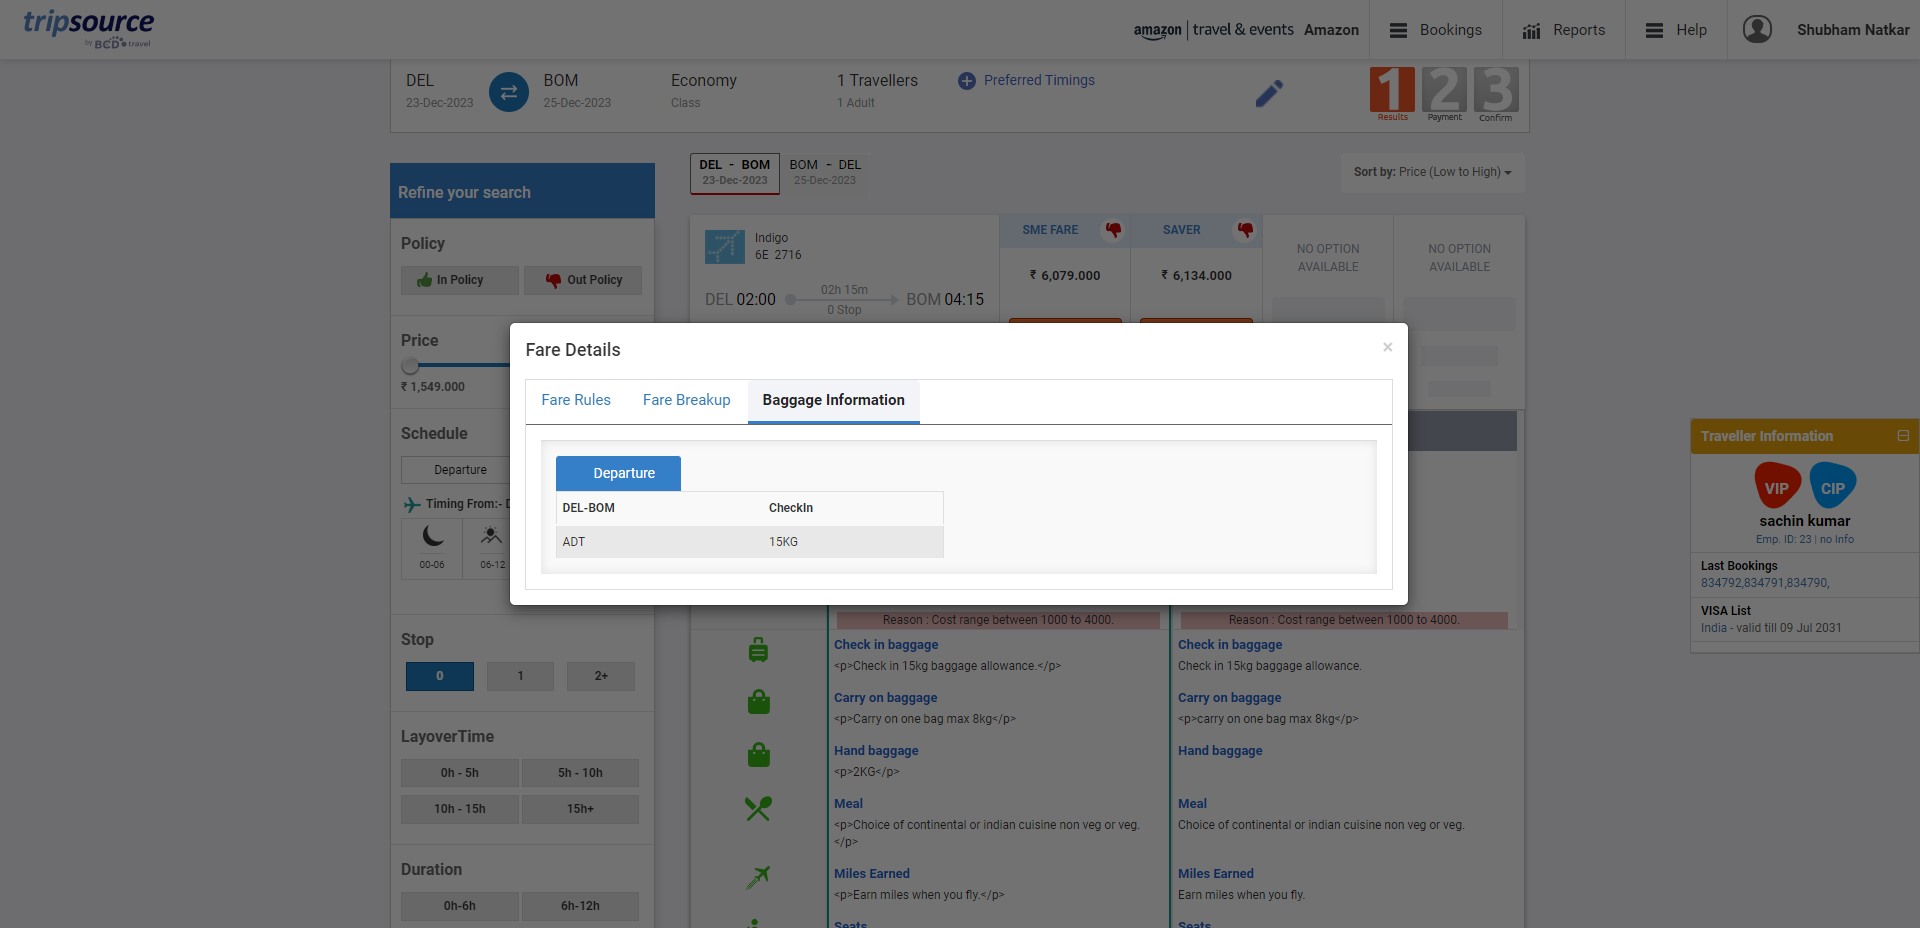 tripsource
by BCD travel
amazon | travel & events Amazon
Bookings
Reports
Help
Shubham Natkar
DEL
23-Dec-2023
BOM
25-Dec-2023
Economy
Class
1 Travellers
1 Adult
Preferred Timings
1 2 3
Results Payment Confirm
Refine your search
DEL - BOM
23-Dec-2023
BOM - DEL
25-Dec-2023
Sort by: Price (Low to High)
Policy
In Policy
Out Policy
Indigo
6E 2716
DEL 02:00
02h 15m
0 Stop
BOM 04:15
SME FARE
₹ 6,079.000
SAVER
₹ 6,134.000
NO OPTION
AVAILABLE
NO OPTION
AVAILABLE
Price
₹ 1,549.000
Schedule
Departure
Timing From:- D
00-06
06-12
Fare Details
×
Fare Rules
Fare Breakup
Baggage Information
Departure
DEL-BOM CheckIn
ADT 15KG
Traveller Information
VIP CIP
sachin kumar
Emp. ID: 23 | no Info
Last Bookings
834792,834791,834790,
VISA List
India - valid till 09 Jul 2031
Stop
0 1 2+
LayoverTime
0h - 5h
5h - 10h
10h - 15h
15h+
Duration
0h-6h
6h-12h
Reason : Cost range between 1000 to 4000.
Check in baggage
<p>Check in 15kg baggage allowance.</p>
Carry on baggage
<p>Carry on one bag max 8kg</p>
Hand baggage
<p>2KG</p>
Meal
<p>Choice of continental or indian cuisine non veg or veg.
</p>
Miles Earned
<p>Earn miles when you fly.</p>
Seats
Reason : Cost range between 1000 to 4000.
Check in baggage
Check in 15kg baggage allowance.
Carry on baggage
<p>carry on one bag max 8kg</p>
Hand baggage
Meal
Choice of continental or indian cuisine non veg or veg.
Miles Earned
Earn miles when you fly.
Seats